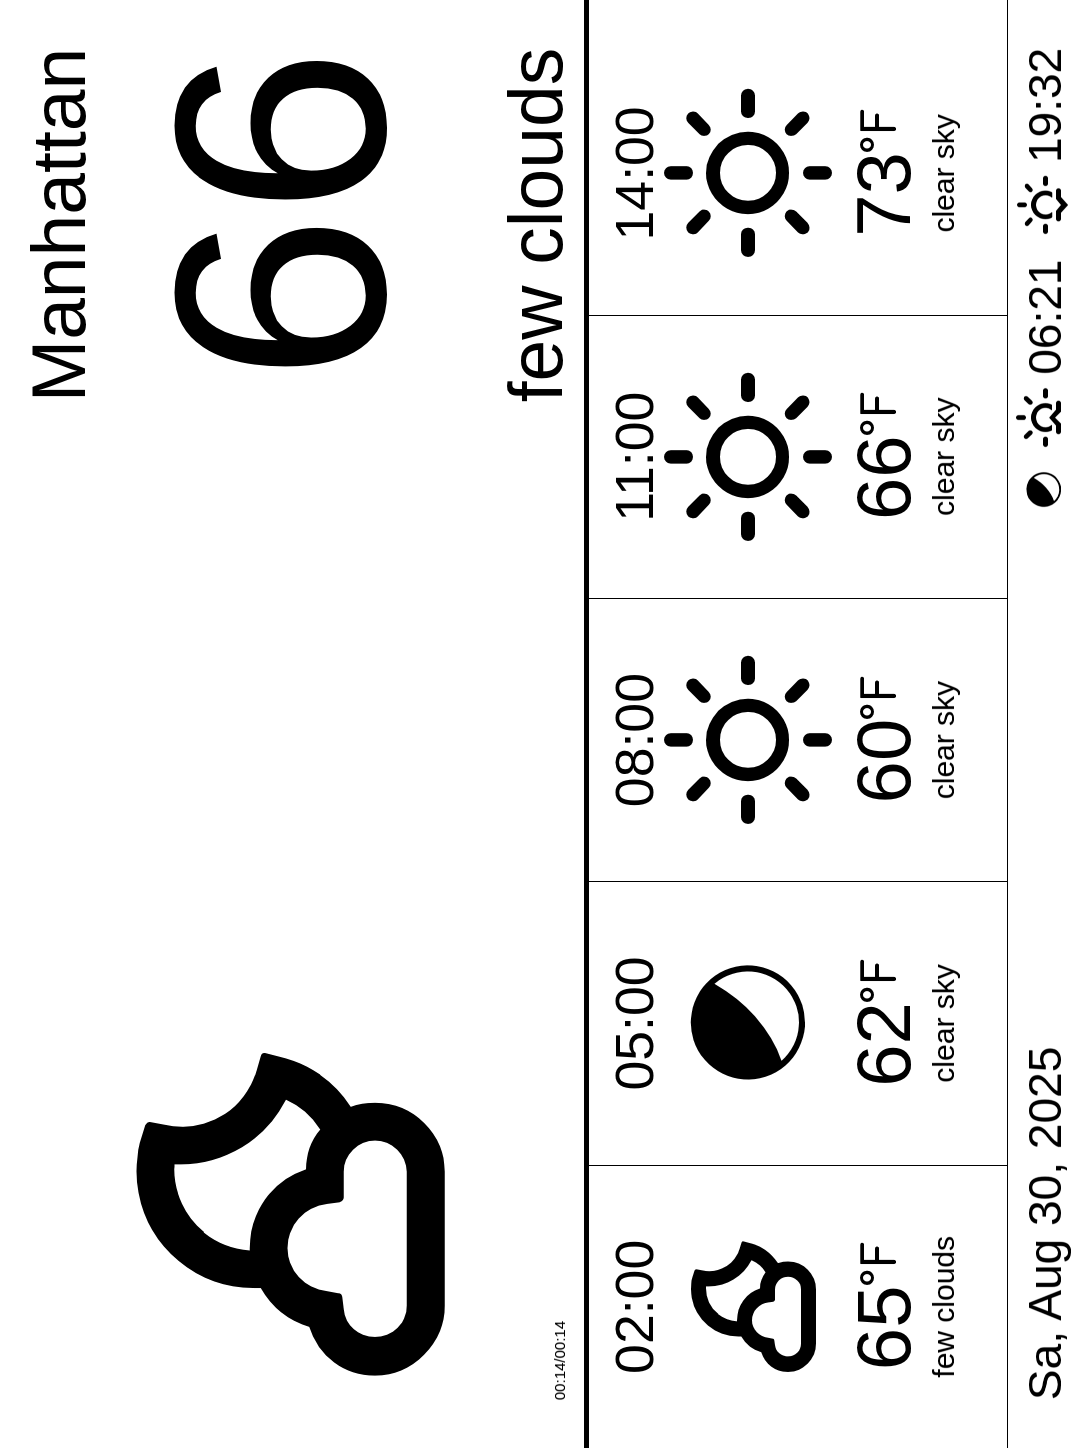 Manhattan
66
few clouds
00:14/00:14
02:00
65°F
few clouds
05:00
62°F
clear sky
08:00
60°F
clear sky
11:00
66°F
clear sky
14:00
73°F
clear sky
Sa, Aug 30, 2025
06:21 19:32